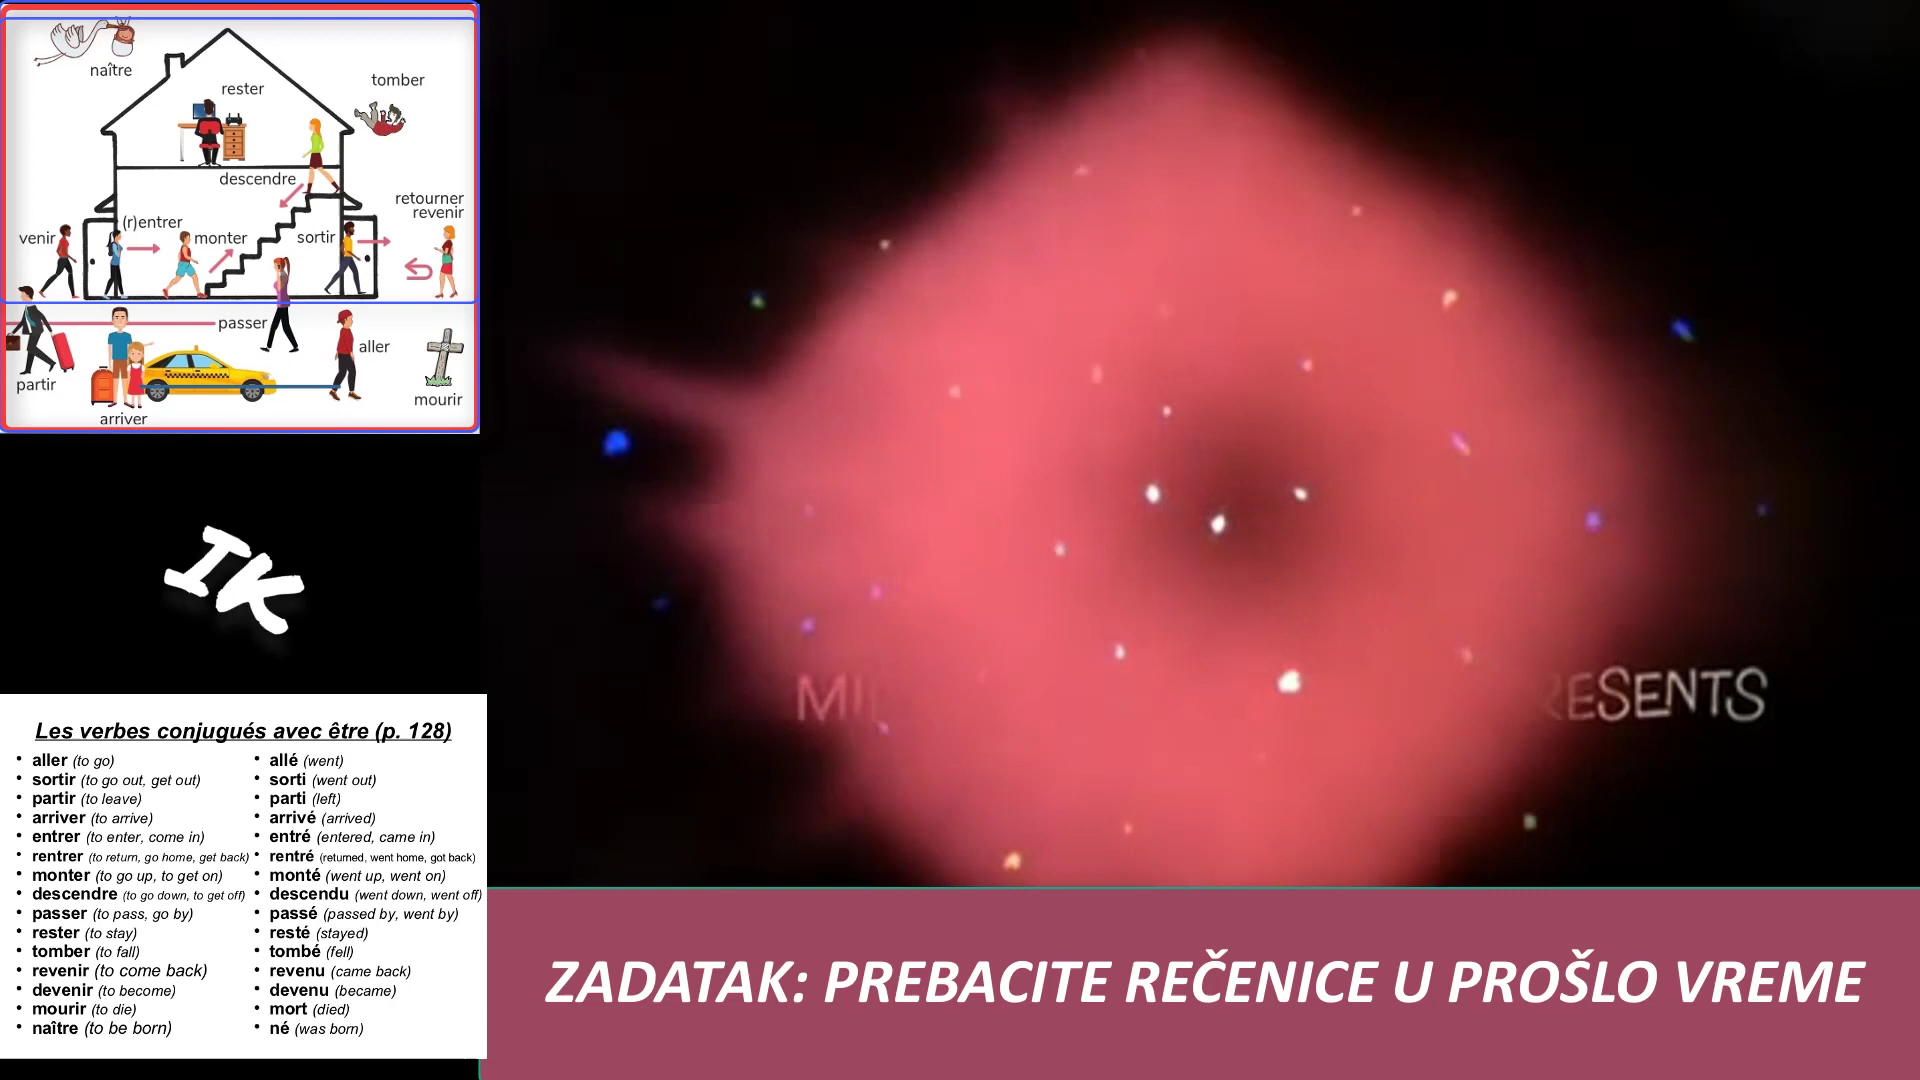 naître
rester
tomber
descendre
retourner
revenir
(r)entrer
venir
monter
sortir
passer
aller
partir
mourir
arriver
IK
Les verbes conjugués avec être (p. 128)
• aller (to go)
• sortir (to go out, get out)
• partir (to leave)
• arriver (to arrive)
• entrer (to enter, come in)
• rentrer (to return, go home, get back)
• monter (to go up, to get on)
• descendre (to go down, to get off)
• passer (to pass, go by)
• rester (to stay)
• tomber (to fall)
• revenir (to come back)
• devenir (to become)
• mourir (to die)
• naître (to be born)
• allé (went)
• sorti (went out)
• parti (left)
• arrivé (arrived)
• entré (entered, came in)
• rentré (returned, went home, got back)
• monté (went up, went on)
• descendu (went down, went off)
• passé (passed by, went by)
• resté (stayed)
• tombé (fell)
• revenu (came back)
• devenu (became)
• mort (died)
• né (was born)
ZADATAK: PREBACITE REČENICE U PROŠLO VREME